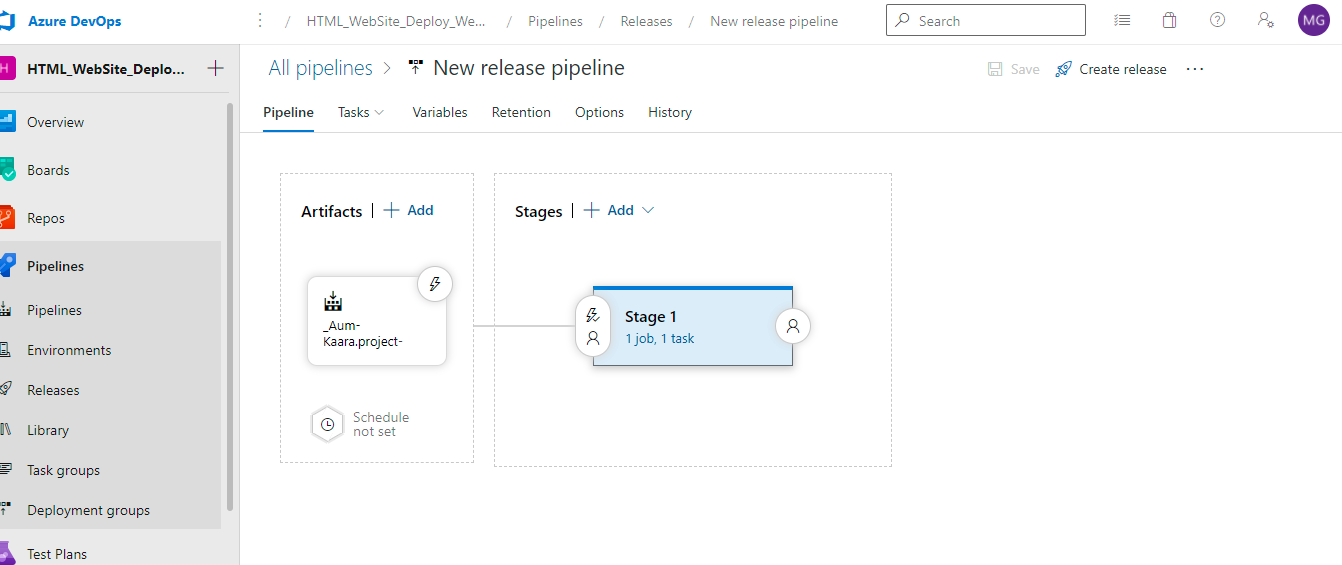 Azure DevOps
/ HTML_WebSite_Deploy_We... / Pipelines / Releases / New release pipeline
Search
MG
H HTML_WebSite_Deplo...
Overview
Boards
Repos
Pipelines
Pipelines
Environments
Releases
Library
Task groups
Deployment groups
Test Plans
All pipelines > New release pipeline
Save
Create release
Pipeline Tasks Variables Retention Options History
Artifacts | + Add
_Aum-
Kaara.project-
Schedule
not set
Stages | + Add
Stage 1
1 job, 1 task